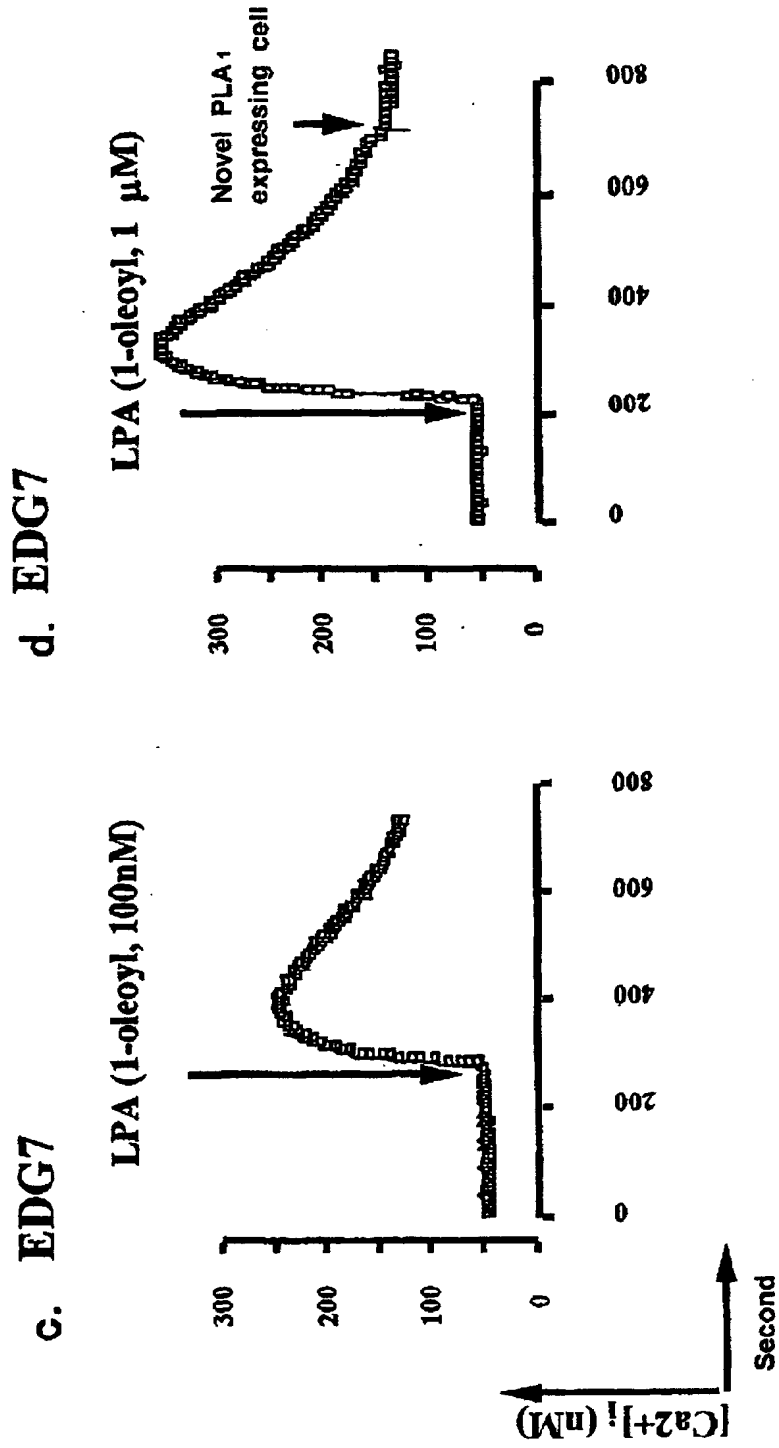 c. EDG7
LPA (1-oleoyl, 100nM)
300
200
100
0
0
200
400
600
800
[Ca2+]i (nM)
Second
d. EDG7
LPA (1-oleoyl, 1 μM)
Novel PLA1
expressing cell
300
200
100
0
0
200
400
600
800